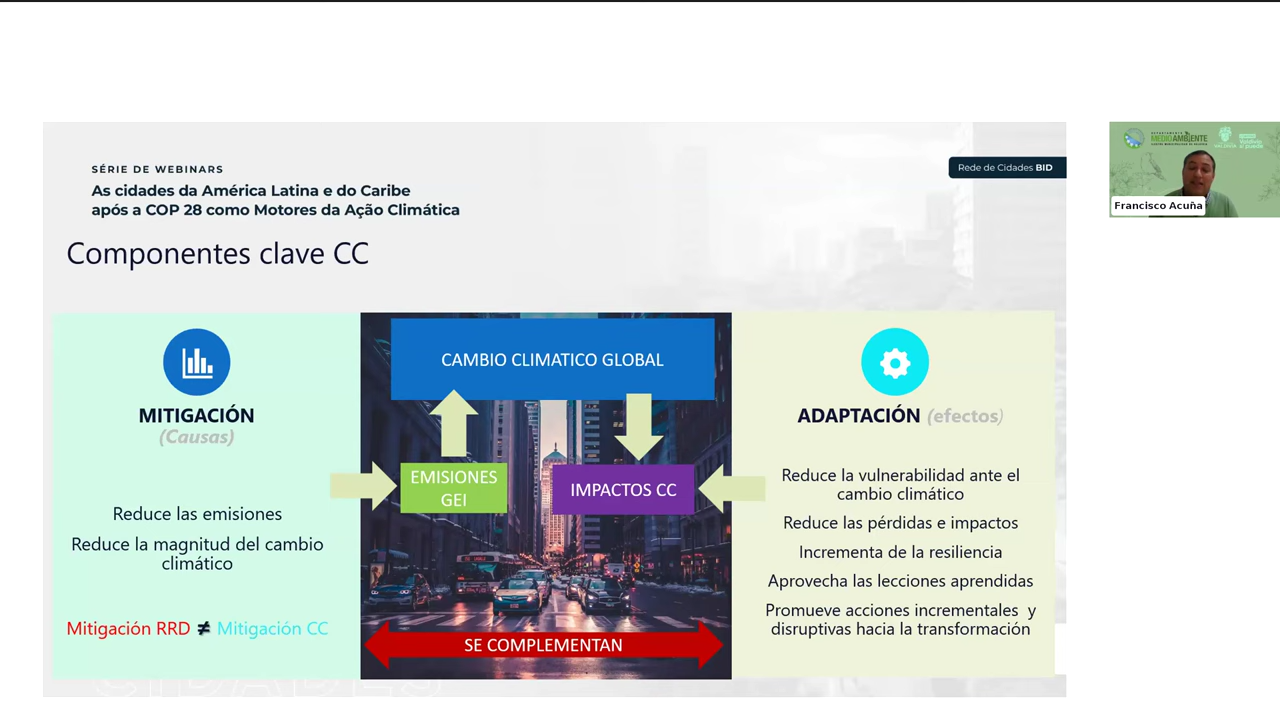 SÉRIE DE WEBINARS
As cidades da América Latina e do Caribe
após a COP 28 como Motores da Ação Climática
Rede de Cidades BID
Componentes clave CC
MITIGACIÓN
(Causas)
Reduce las emisiones
Reduce la magnitud del cambio
climático
Mitigación RRD ≠ Mitigación CC
CAMBIO CLIMATICO GLOBAL
EMISIONES
GEI
IMPACTOS CC
SE COMPLEMENTAN
ADAPTACIÓN (efectos)
Reduce la vulnerabilidad ante el
cambio climático
Reduce las pérdidas e impactos
Incrementa de la resiliencia
Aprovecha las lecciones aprendidas
Promueve acciones incrementales y
disruptivas hacia la transformación
CIDADES
MEDIOAMBIENTE
Francisco Acuña